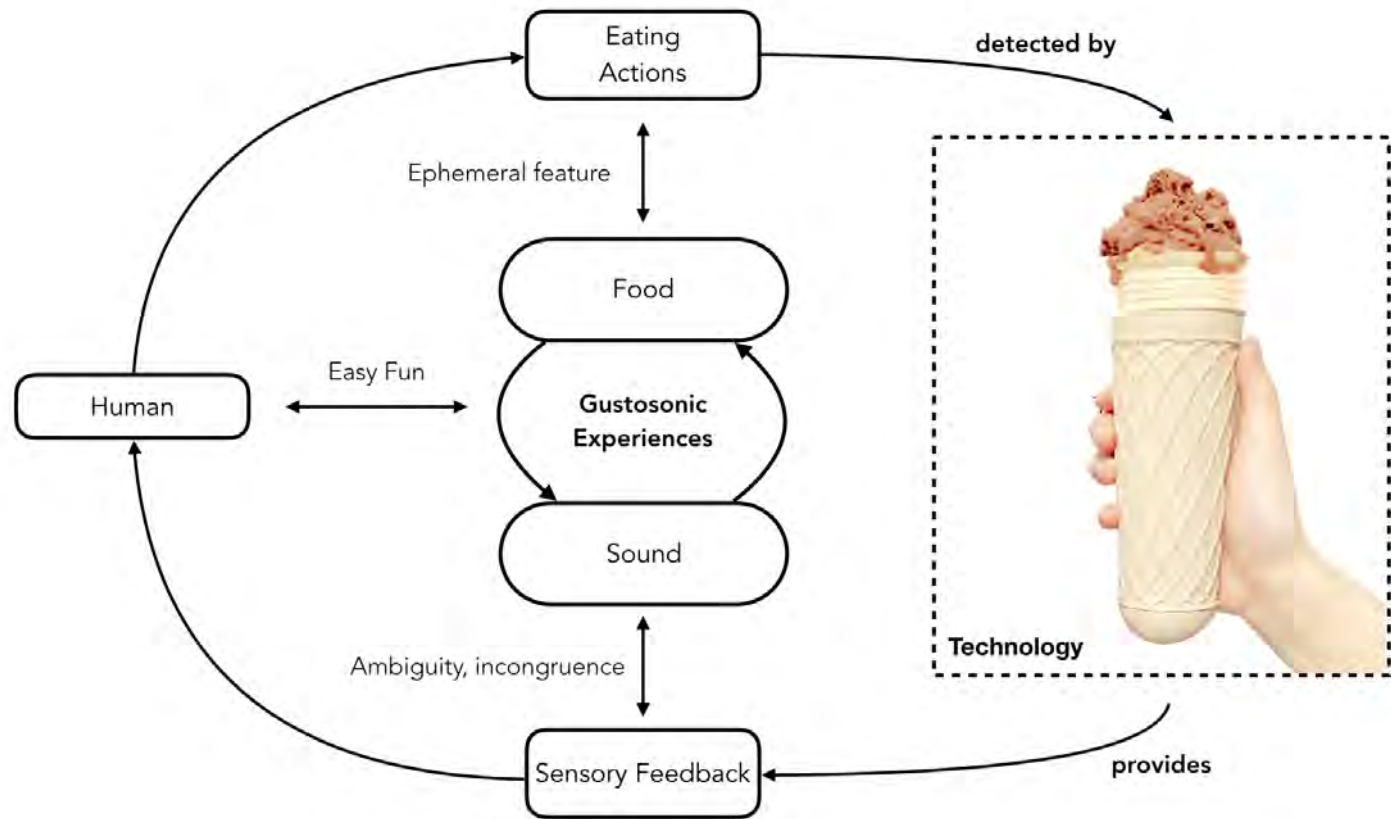 Eating
Actions
detected by
Ephemeral feature
Food
Easy Fun
Human
Gustosonic
Experiences
Sound
Technology
Ambiguity, incongruence
Sensory Feedback
provides